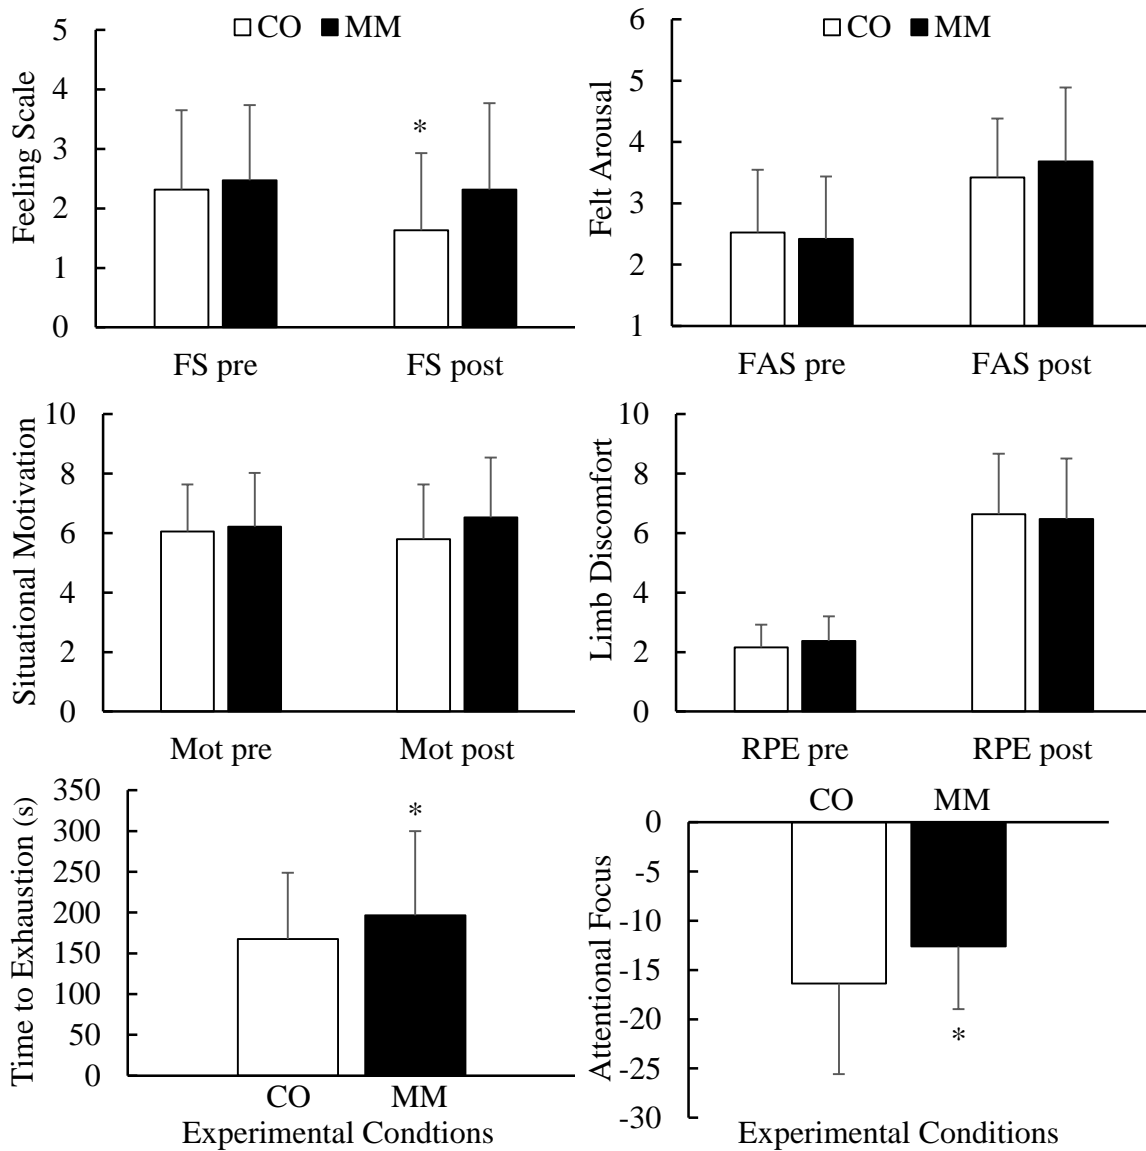 CO MM
Feeling Scale
5
4
3
2
1
0
*
FS pre FS post
CO MM
Felt Arousal
6
5
4
3
2
1
FAS pre FAS post
Situational Motivation
10
8
6
4
2
0
Mot pre Mot post
Limb Discomfort
10
8
6
4
2
0
RPE pre RPE post
Time to Exhaustion (s)
350
300
250
200
150
100
50
0
*
CO MM
Experimental Condtions
CO MM
Attentional Focus
0
-5
-10
-15
-20
-25
-30
*
Experimental Conditions